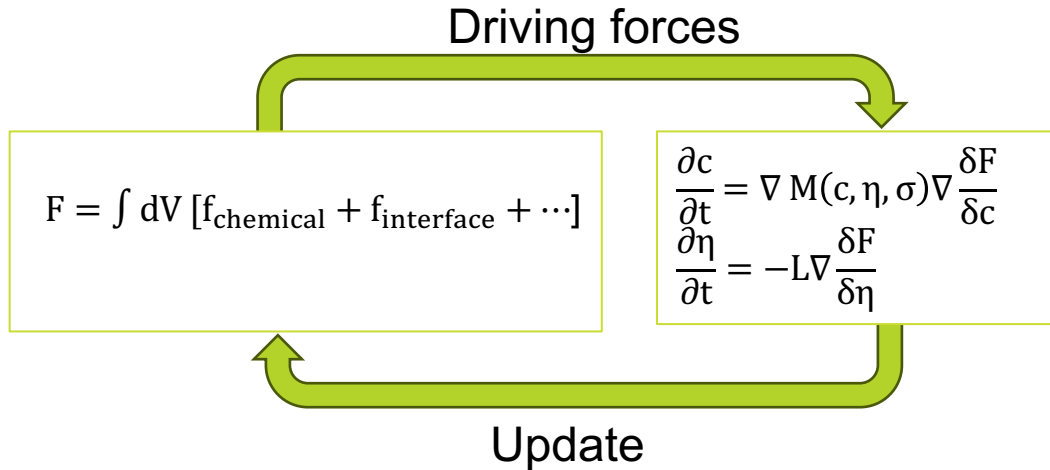 Driving forces
F = ∫ dV [f_chemical + f_interface + ⋯]
∂c/∂t = ∇ M(c, η, σ)∇ δF/δc
∂η/∂t = −L∇ δF/δη
Update